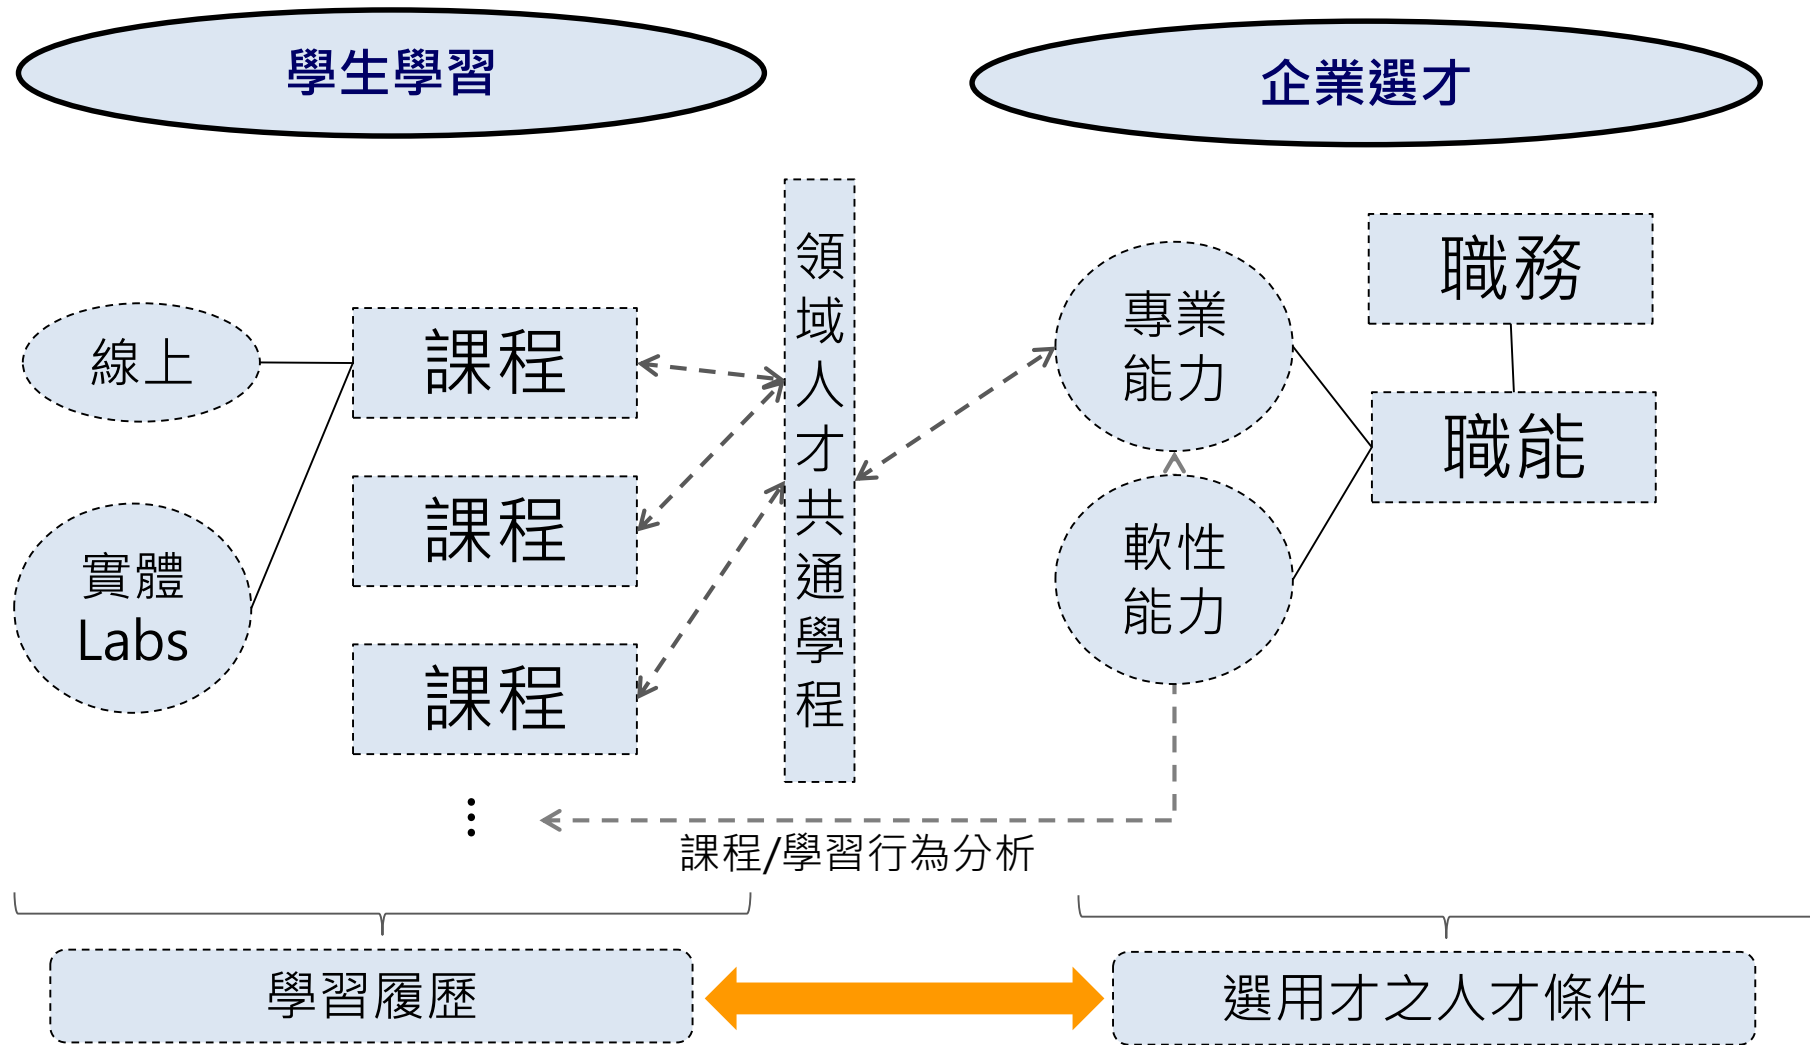 學生學習
企業選才
線上
實體
Labs
課程
課程
課程
⋮
領域人才共通學程
專業
能力
軟性
能力
職務
職能
課程/學習行為分析
學習履歷
選用才之人才條件